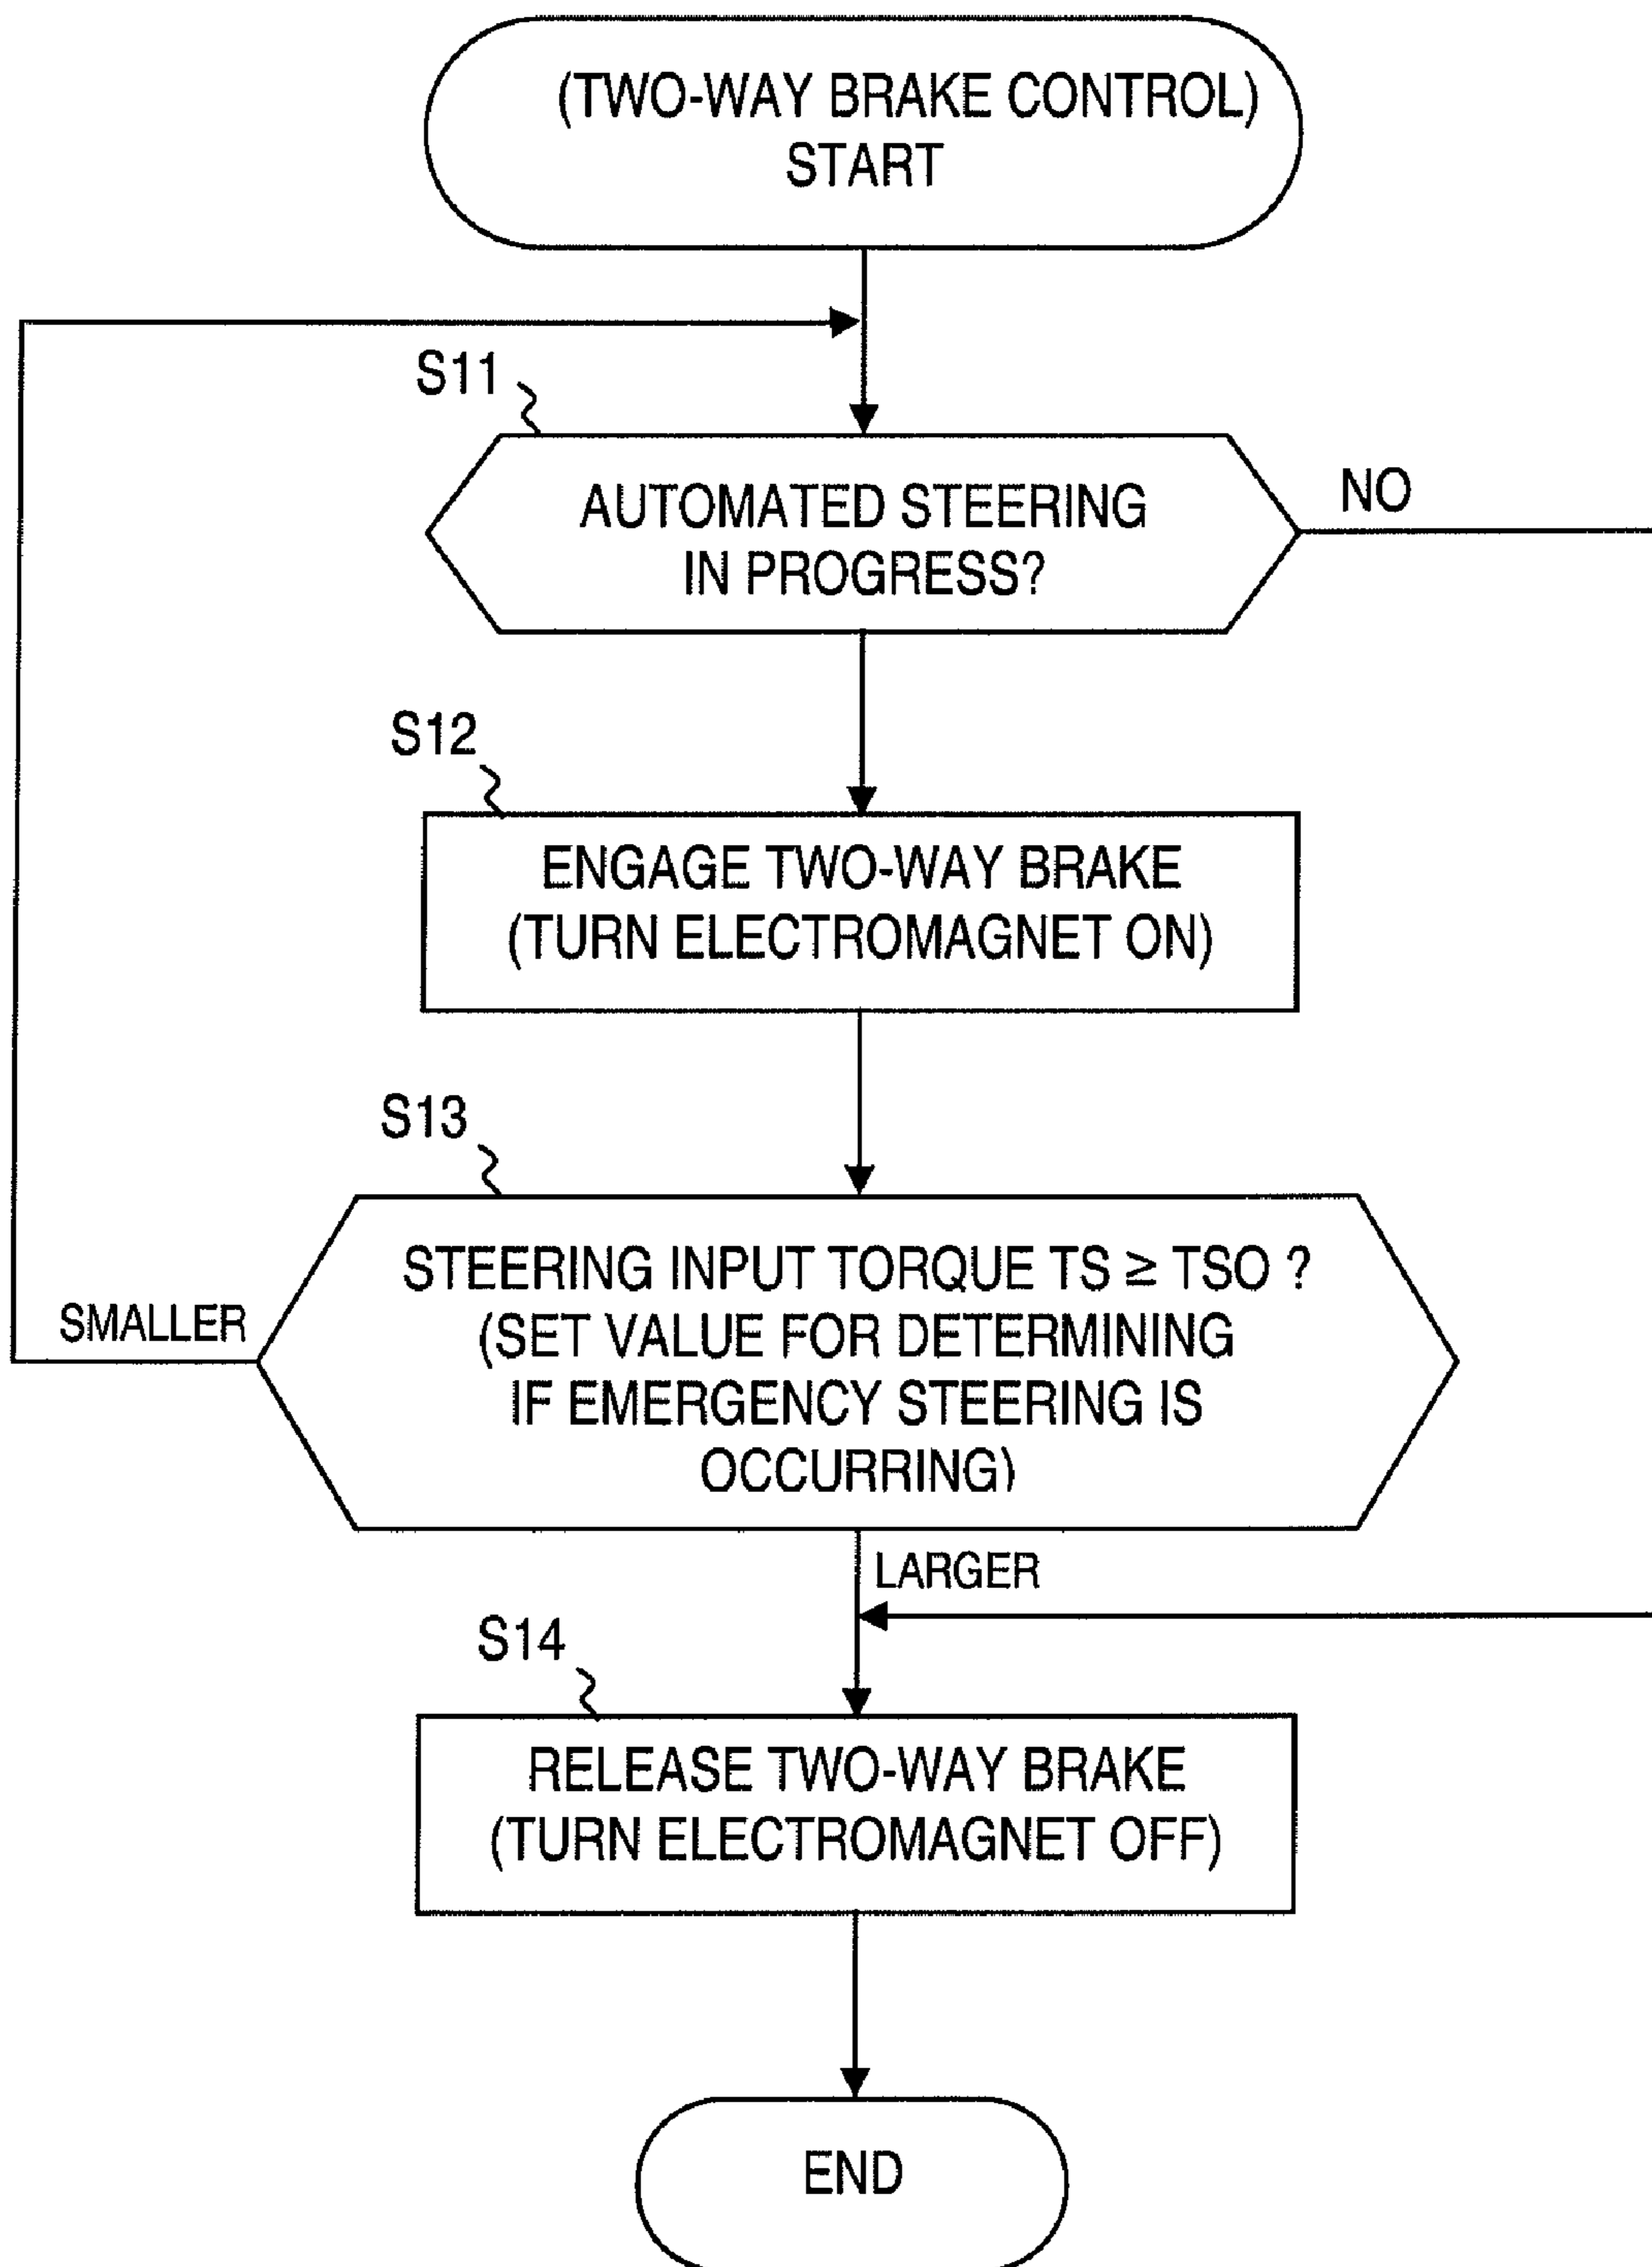 (TWO-WAY BRAKE CONTROL)
START
S11
AUTOMATED STEERING
IN PROGRESS?
NO
S12
ENGAGE TWO-WAY BRAKE
(TURN ELECTROMAGNET ON)
S13
STEERING INPUT TORQUE TS ≥ TSO ?
(SET VALUE FOR DETERMINING
IF EMERGENCY STEERING IS
OCCURRING)
SMALLER
LARGER
S14
RELEASE TWO-WAY BRAKE
(TURN ELECTROMAGNET OFF)
END